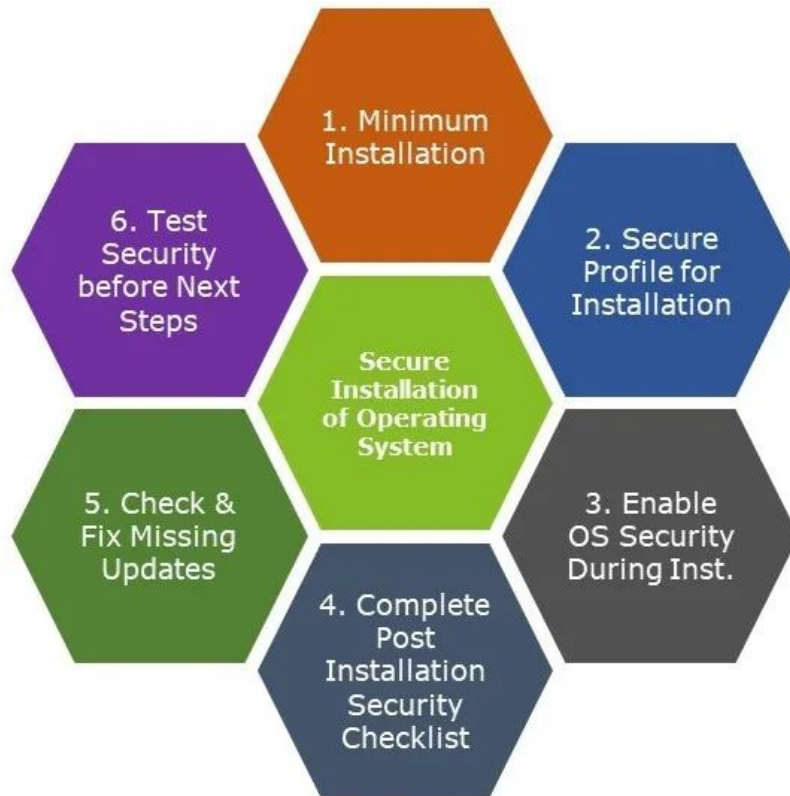 1. Minimum
Installation
2. Secure
Profile for
Installation
3. Enable
OS Security
During Inst.
4. Complete
Post
Installation
Security
Checklist
5. Check &
Fix Missing
Updates
6. Test
Security
before Next
Steps
Secure
Installation
of Operating
System